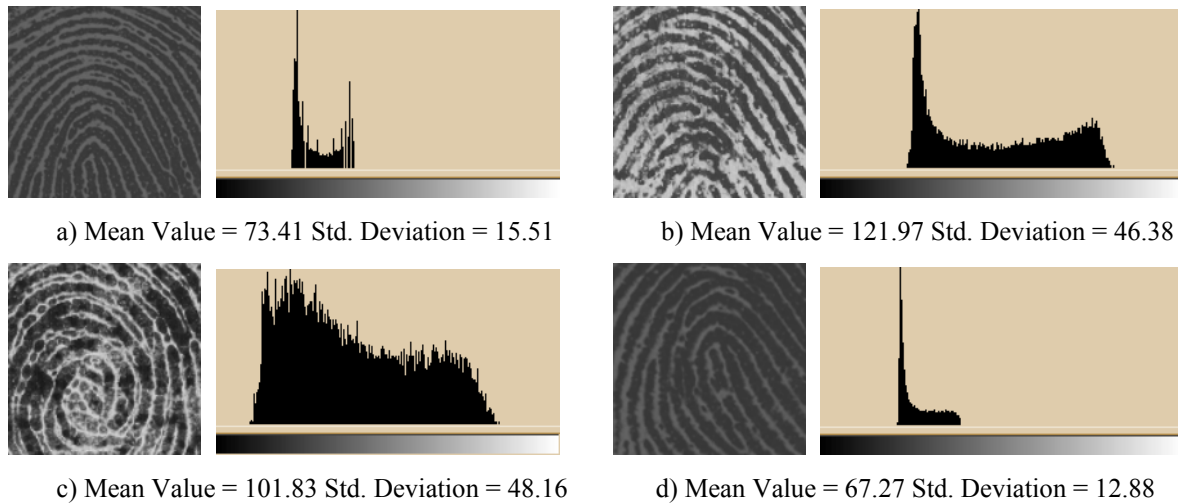 a) Mean Value = 73.41 Std. Deviation = 15.51
b) Mean Value = 121.97 Std. Deviation = 46.38
c) Mean Value = 101.83 Std. Deviation = 48.16
d) Mean Value = 67.27 Std. Deviation = 12.88